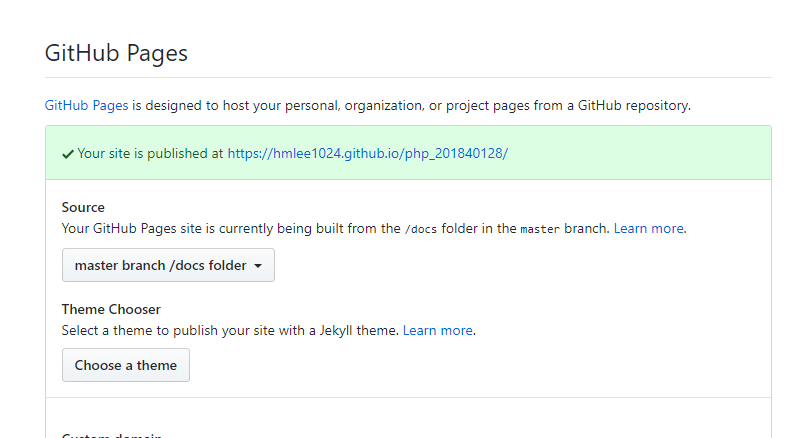 GitHub Pages
GitHub Pages is designed to host your personal, organization, or project pages from a GitHub repository.
Your site is published at https://hmlee1024.github.io/php_201840128/
Source
Your GitHub Pages site is currently being built from the /docs folder in the master branch. Learn more.
master branch /docs folder
Theme Chooser
Select a theme to publish your site with a Jekyll theme. Learn more.
Choose a theme
Custom domain